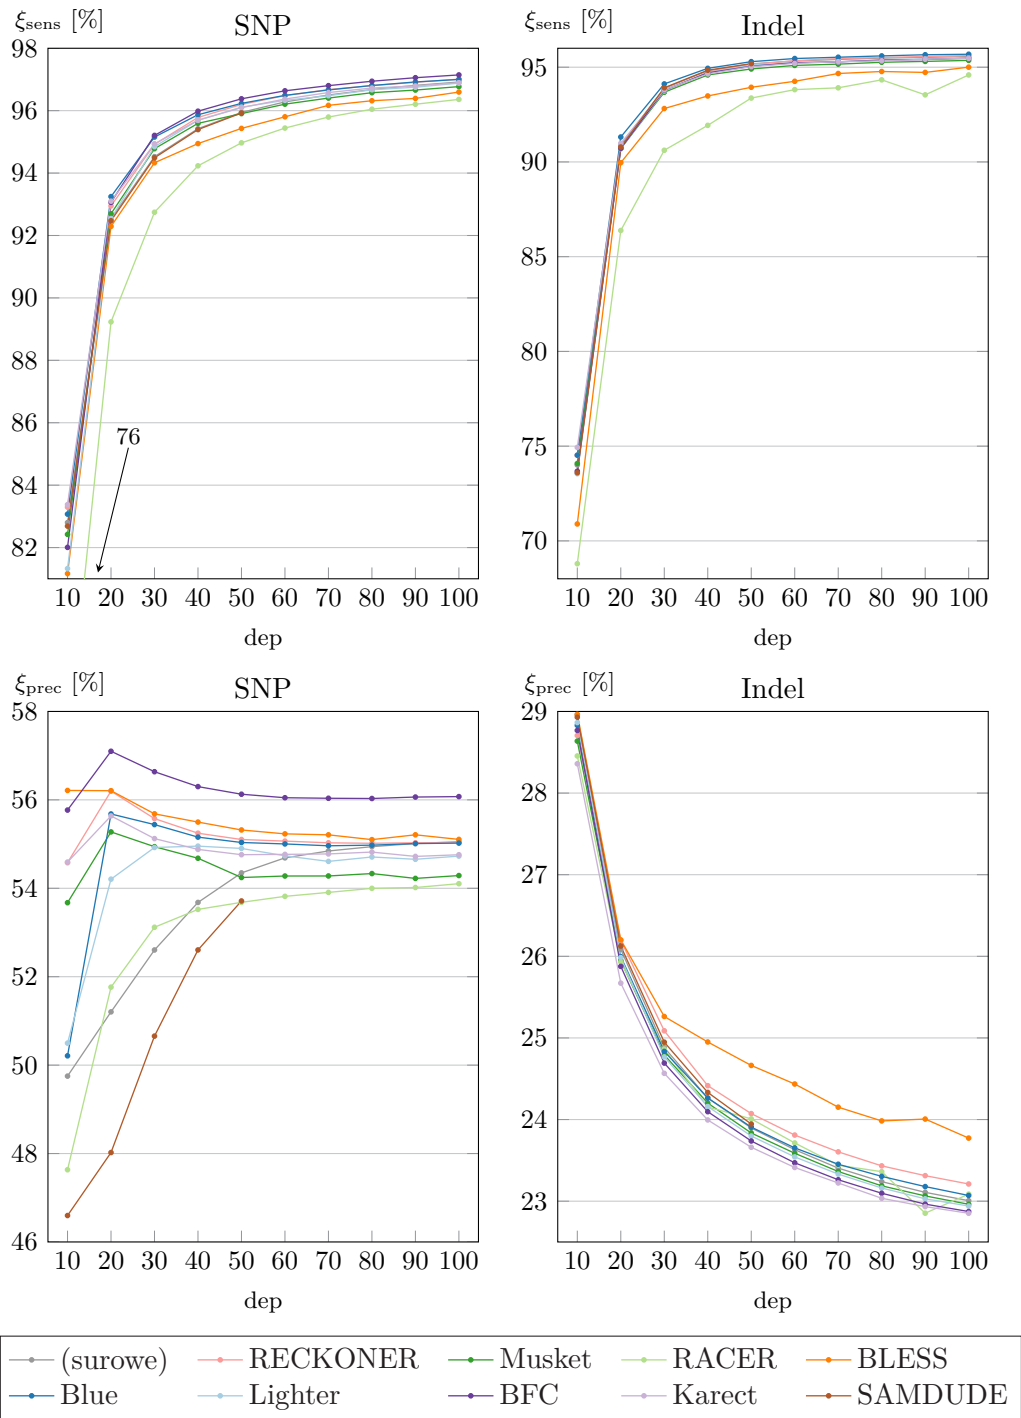 ξsens [%] SNP
98
96
94
92
90
88
86
84
82
76
10 20 30 40 50 60 70 80 90 100
dep
ξsens [%] Indel
95
90
85
80
75
70
10 20 30 40 50 60 70 80 90 100
dep
ξprec [%] SNP
58
56
54
52
50
48
46
10 20 30 40 50 60 70 80 90 100
dep
ξprec [%] Indel
29
28
27
26
25
24
23
10 20 30 40 50 60 70 80 90 100
dep
(surowe) RECKONER Musket RACER BLESS
Blue Lighter BFC Karect SAMDUDE